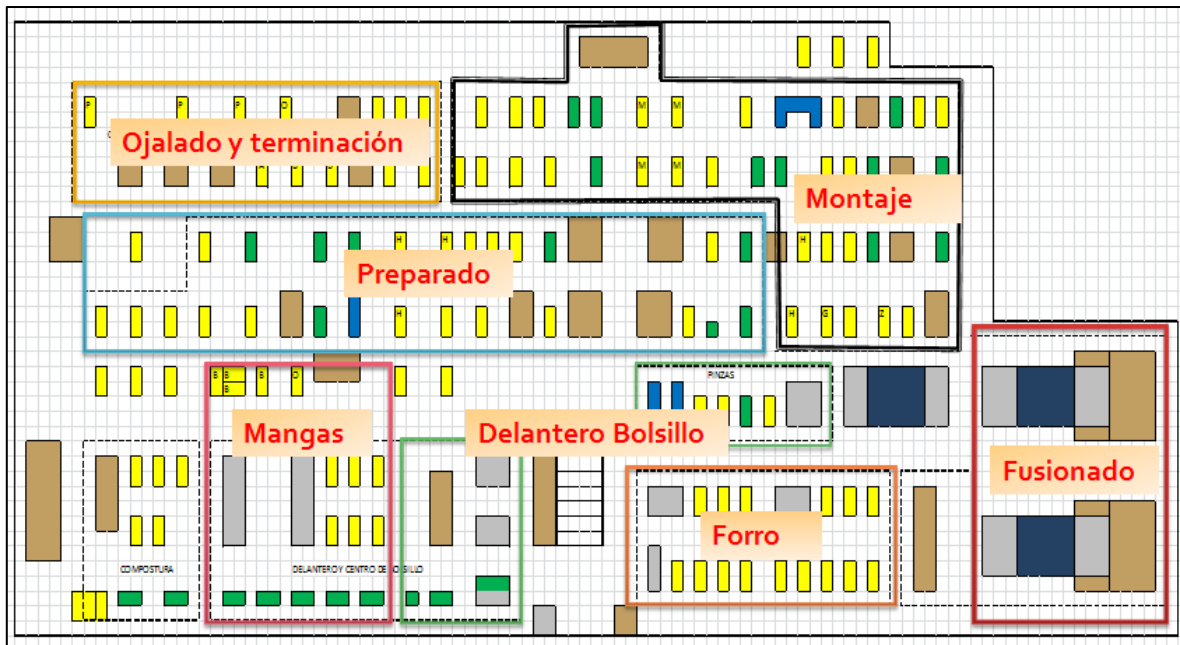 P P P O
Ojalado y terminación
M M
M M
Montaje
H H H
Preparado
H H G Z
B B B O
B
PINZAS
Mangas
Delantero Bolsillo
Fusionado
Forro
COMPOSTURA
DELANTERO Y CENTRO DE BOLSILLO